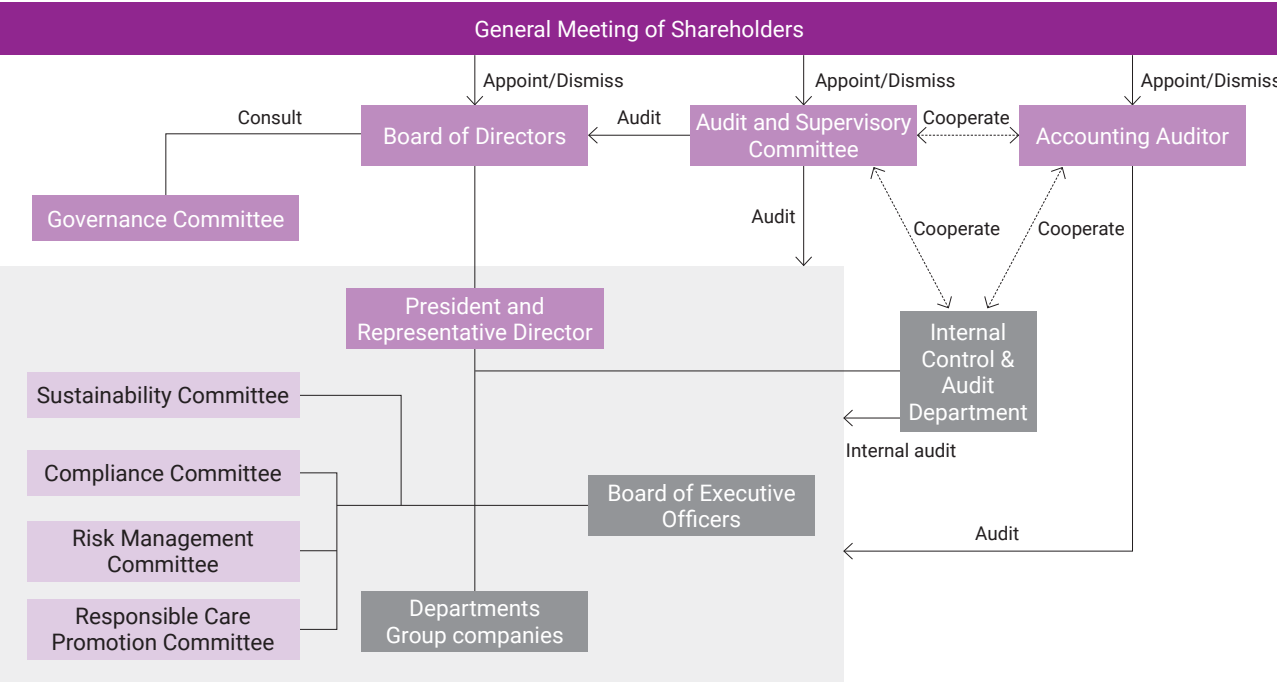 General Meeting of Shareholders
Appoint/Dismiss
Appoint/Dismiss
Appoint/Dismiss
Consult
Board of Directors
Audit
Audit and Supervisory
Committee
Cooperate
Accounting Auditor
Governance Committee
Audit
Cooperate
Cooperate
President and
Representative Director
Internal
Control &
Audit
Department
Sustainability Committee
Internal audit
Compliance Committee
Board of Executive
Officers
Risk Management
Committee
Audit
Departments
Group companies
Responsible Care
Promotion Committee